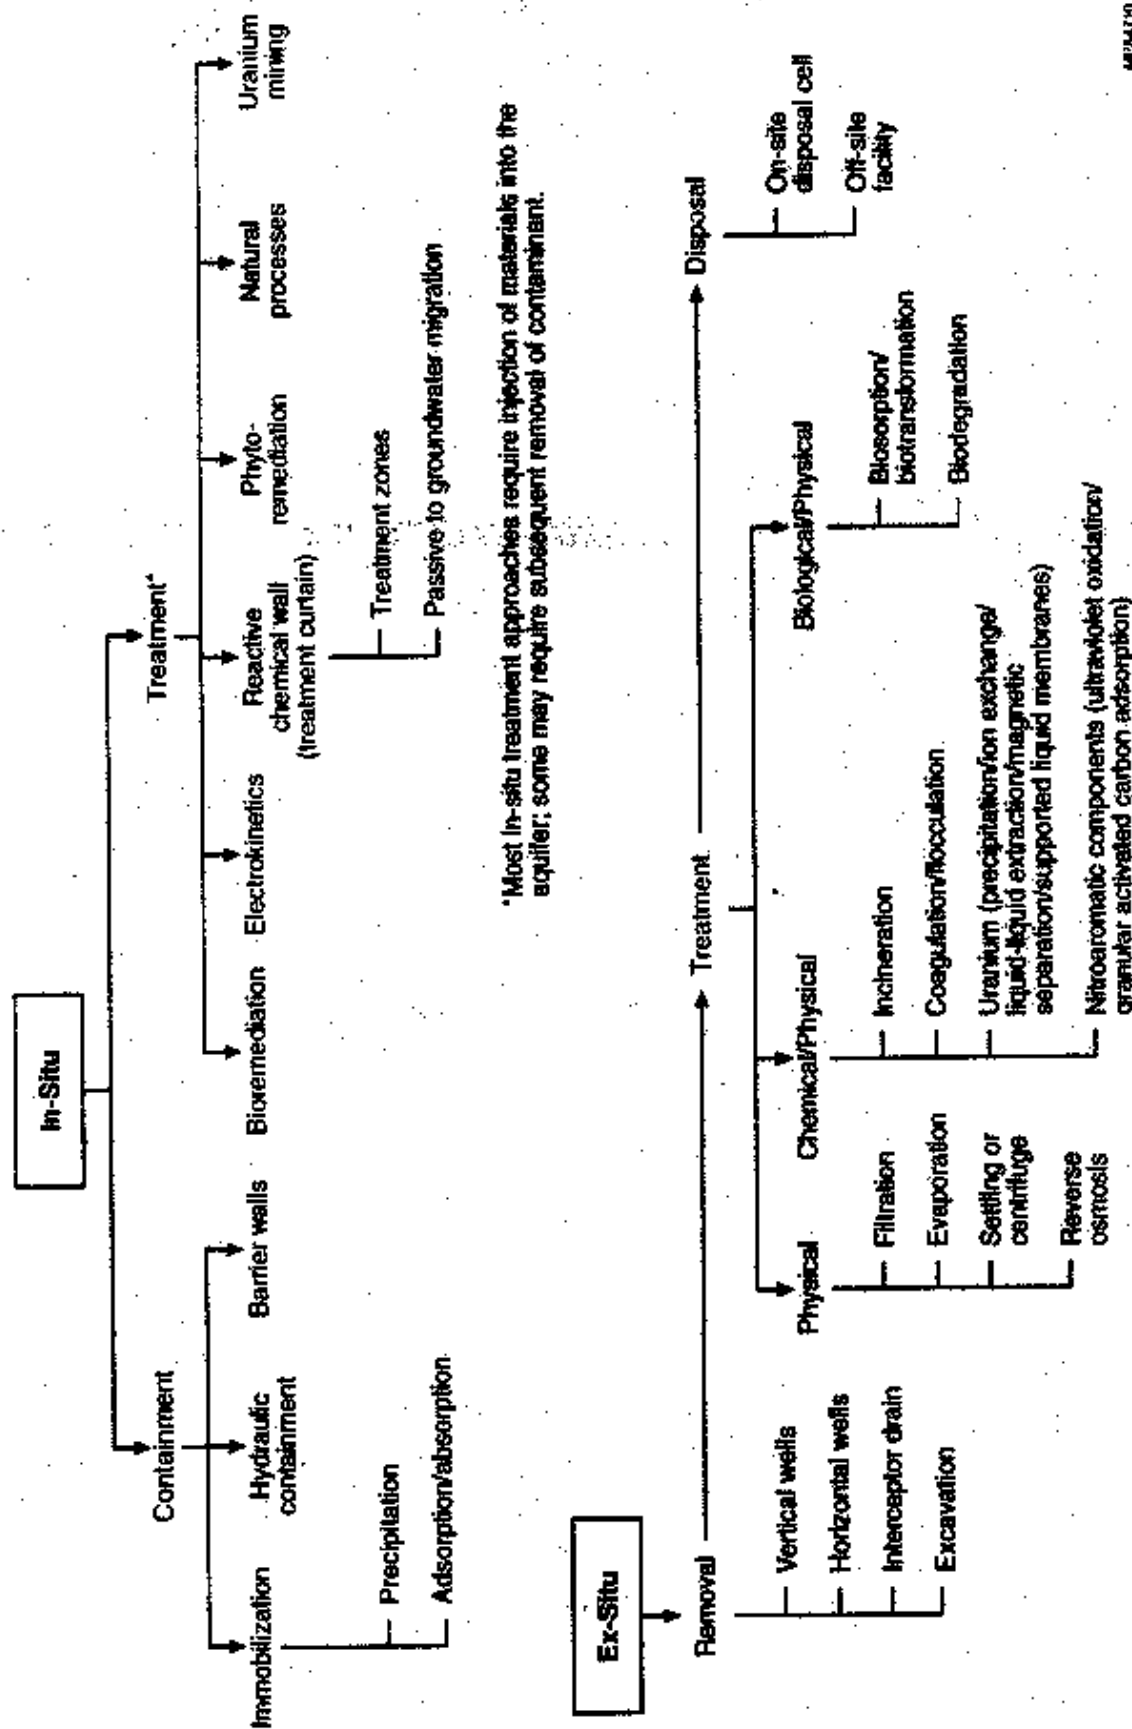 In-Situ
Containment
Treatment*
Immobilization
Hydraulic
containment
Barrier walls
Bioremediation
Electrokinetics
Reactive
chemical wall
(treatment curtain)
Phyto-
remediation
Natural
processes
Uranium
mining
Precipitation
Adsorption/absorption
Treatment zones
Passive to groundwater migration
*Most in-situ treatment approaches require injection of materials into the
aquifer; some may require subsequent removal of contaminant.
Ex-Situ
Removal
Treatment
Disposal
Vertical wells
Horizontal wells
Interceptor drain
Excavation
Physical
Filtration
Evaporation
Settling or
centrifuge
Reverse
osmosis
Chemical/Physical
Incineration
Coagulation/flocculation
Uranium (precipitation/ion exchange/
liquid-liquid extraction/magnetic
separation/supported liquid membranes)
Nitroaromatic components (ultraviolet oxidation/
granular activated carbon adsorption)
Biological/Physical
Biosorption/
biotransformation
Biodegradation
On-site
disposal cell
Off-site
facility